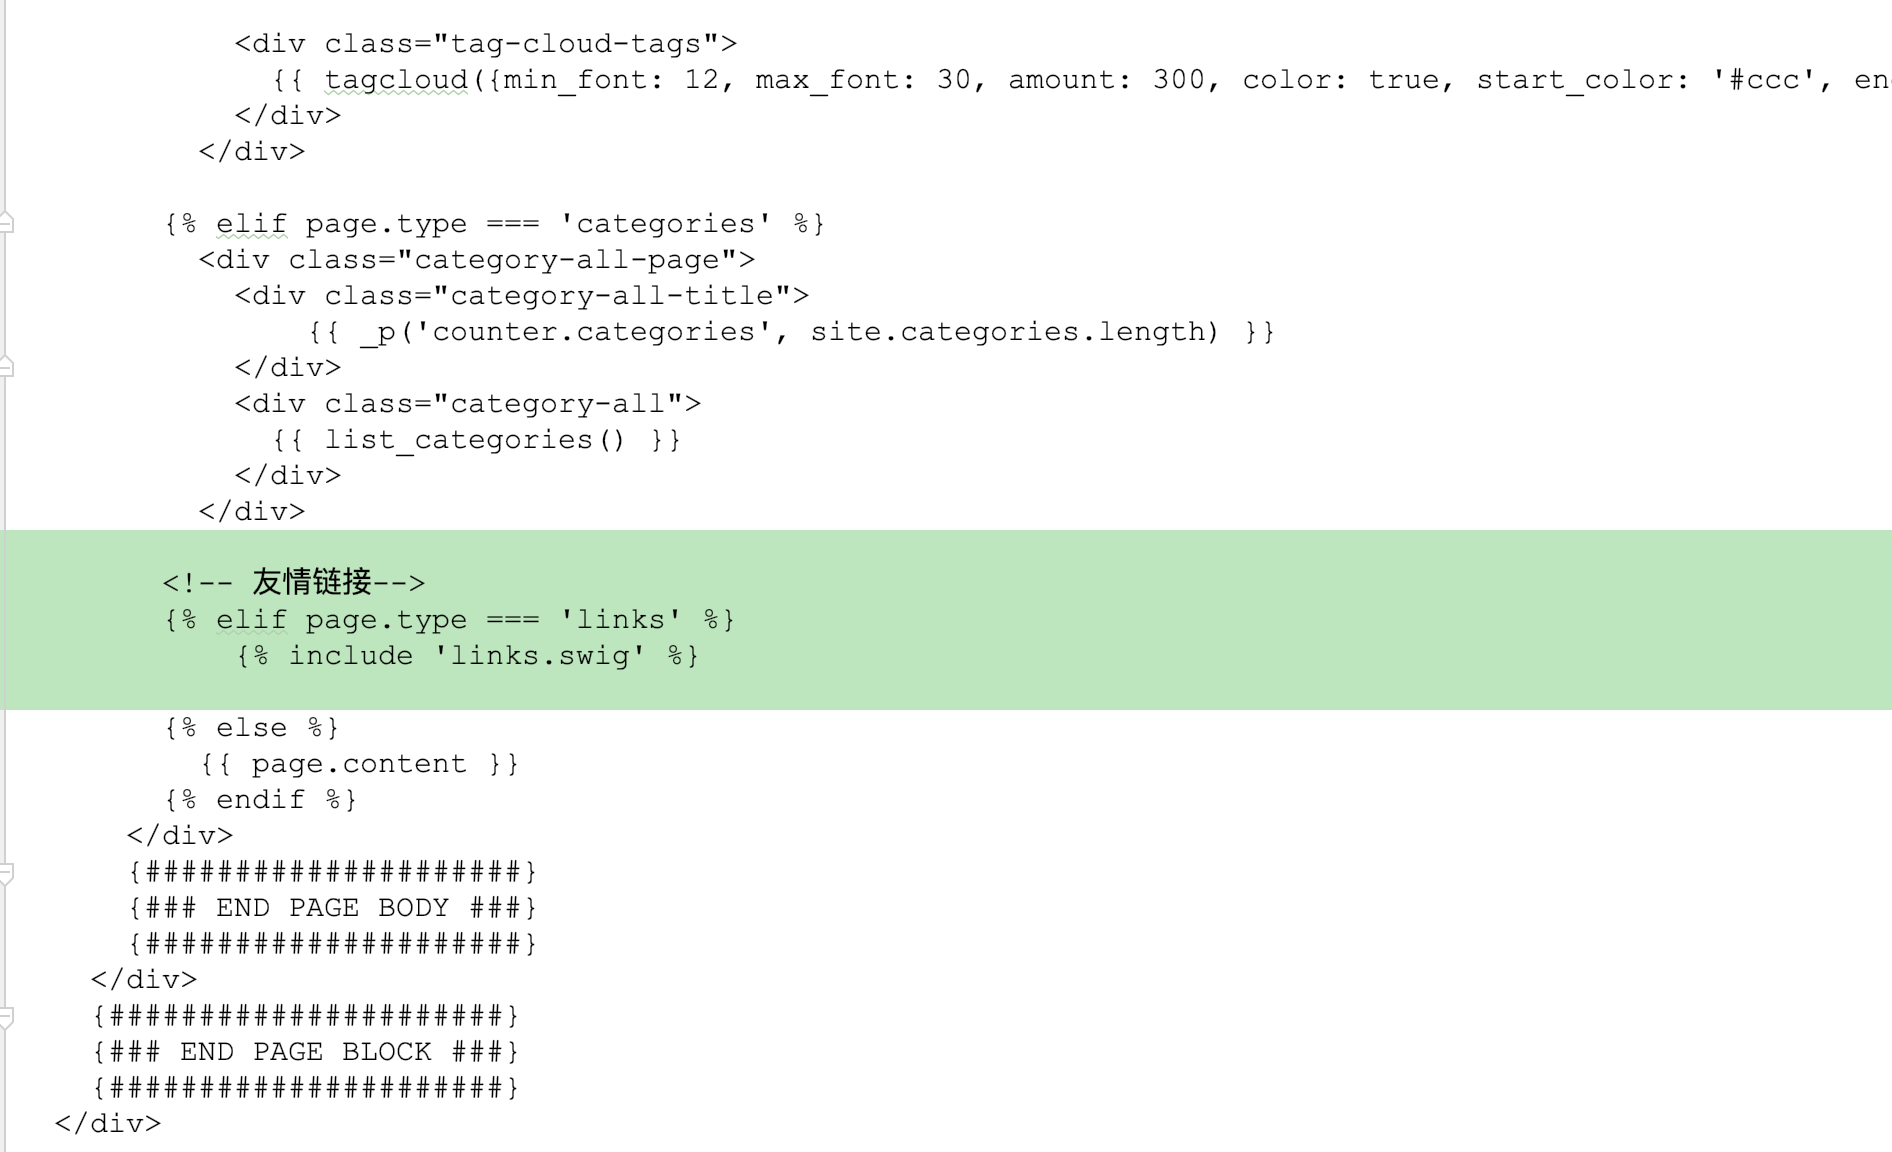 <div class="tag-cloud-tags">
{{ tagcloud({min_font: 12, max_font: 30, amount: 300, color: true, start_color: '#ccc', en
</div>
</div>
{% elif page.type === 'categories' %}
<div class="category-all-page">
<div class="category-all-title">
{{ _p('counter.categories', site.categories.length) }}
</div>
<div class="category-all">
{{ list_categories() }}
</div>
</div>
<!-- 友情链接-->
{% elif page.type === 'links' %}
{% include 'links.swig' %}
{% else %}
{{ page.content }}
{% endif %}
</div>
{#####################}
{### END PAGE BODY ###}
{#####################}
</div>
{######################}
{### END PAGE BLOCK ###}
{######################}
</div>